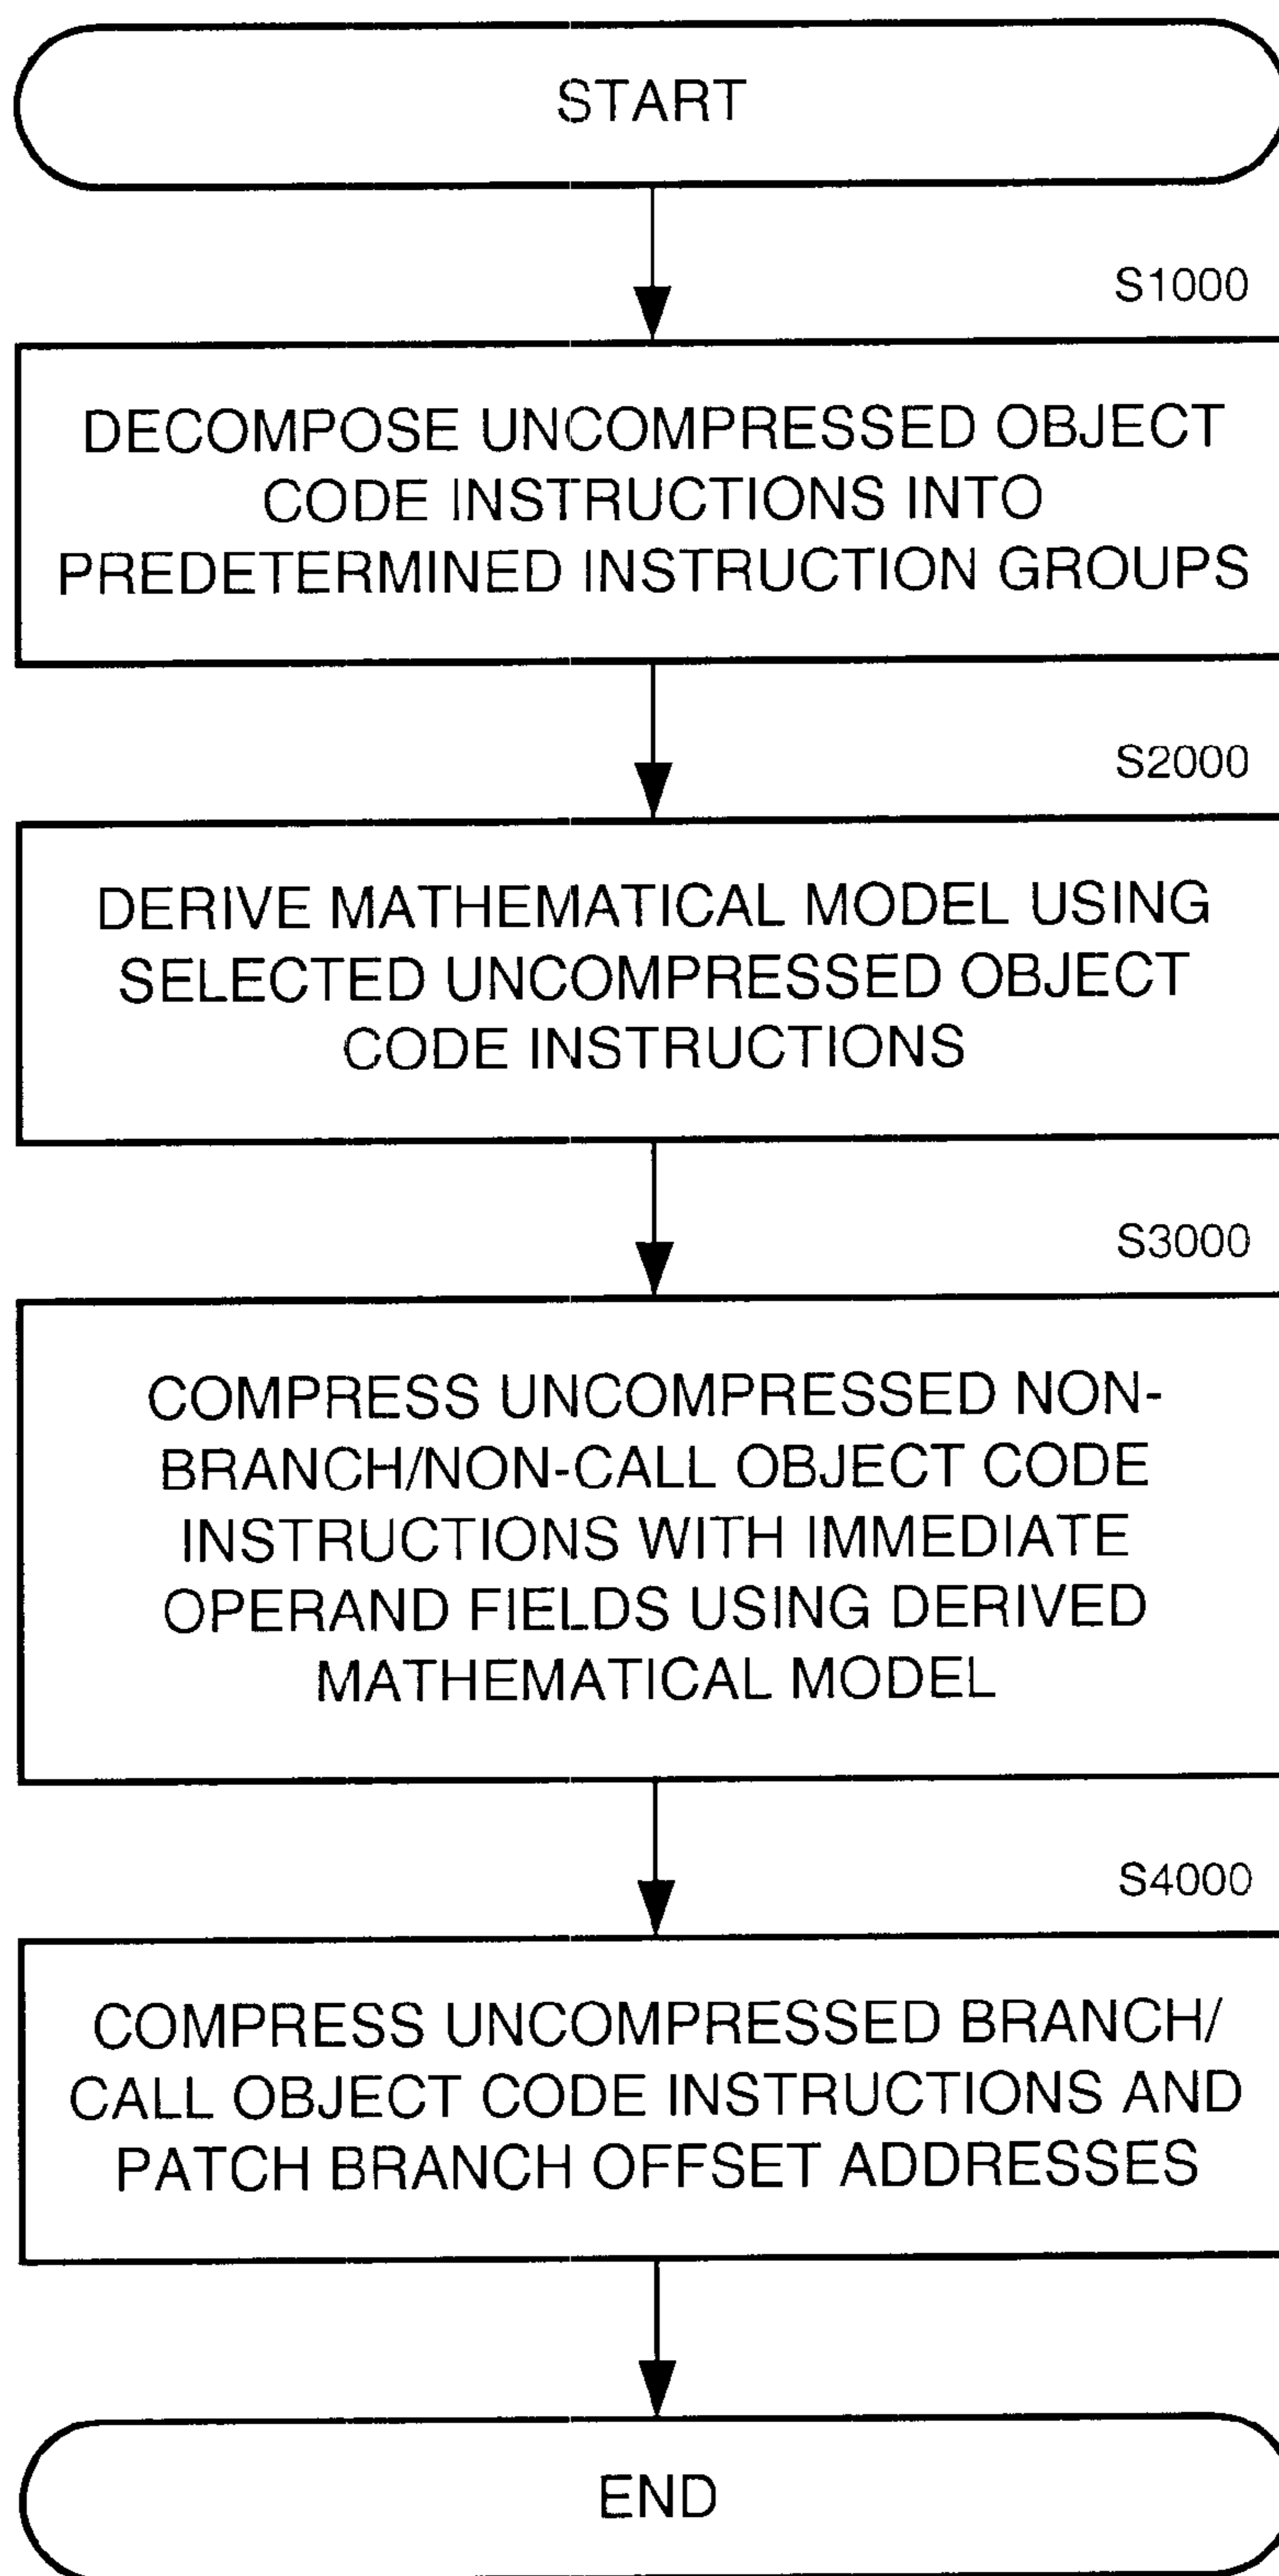 START
S1000
DECOMPOSE UNCOMPRESSED OBJECT
CODE INSTRUCTIONS INTO
PREDETERMINED INSTRUCTION GROUPS
S2000
DERIVE MATHEMATICAL MODEL USING
SELECTED UNCOMPRESSED OBJECT
CODE INSTRUCTIONS
S3000
COMPRESS UNCOMPRESSED NON-
BRANCH/NON-CALL OBJECT CODE
INSTRUCTIONS WITH IMMEDIATE
OPERAND FIELDS USING DERIVED
MATHEMATICAL MODEL
S4000
COMPRESS UNCOMPRESSED BRANCH/
CALL OBJECT CODE INSTRUCTIONS AND
PATCH BRANCH OFFSET ADDRESSES
END